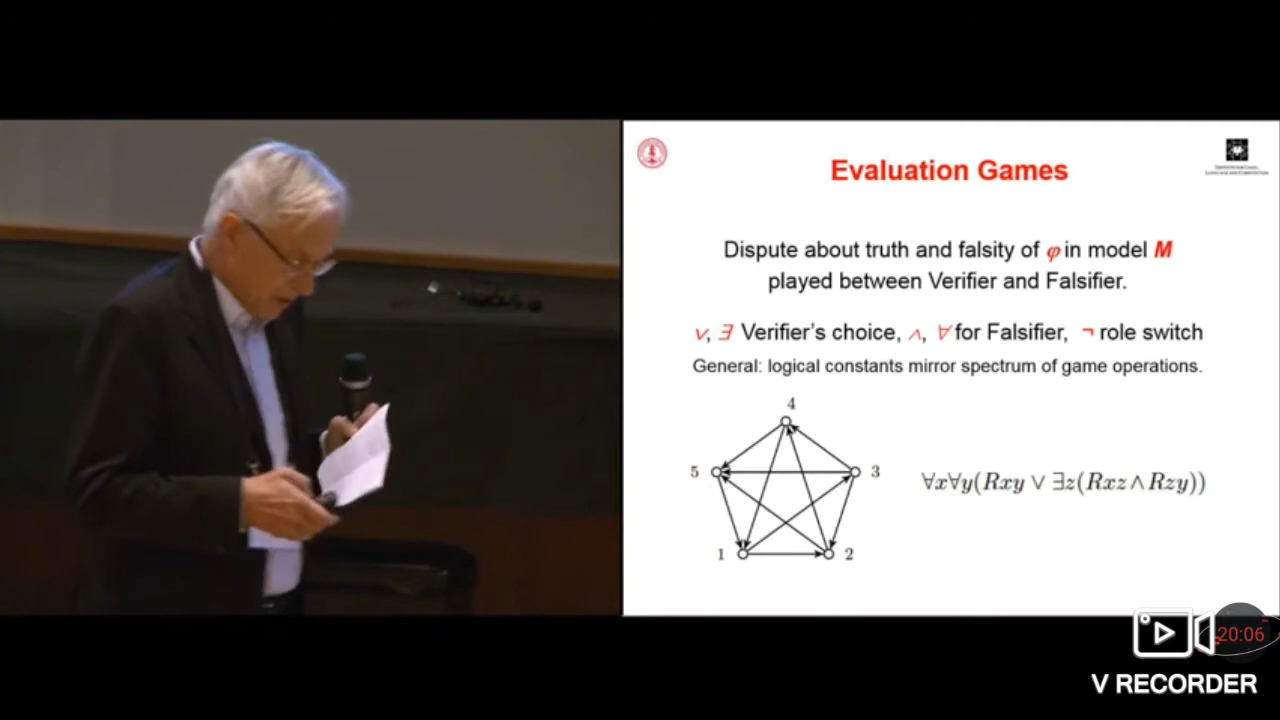 Evaluation Games
Dispute about truth and falsity of φ in model M
played between Verifier and Falsifier.
∨, ∃ Verifier's choice, ∧, ∀ for Falsifier, ¬ role switch
General: logical constants mirror spectrum of game operations.
4
5
3
∀x∀y(Rxy ∨ ∃z(Rxz∧Rzy))
1
2
20:06
V RECORDER